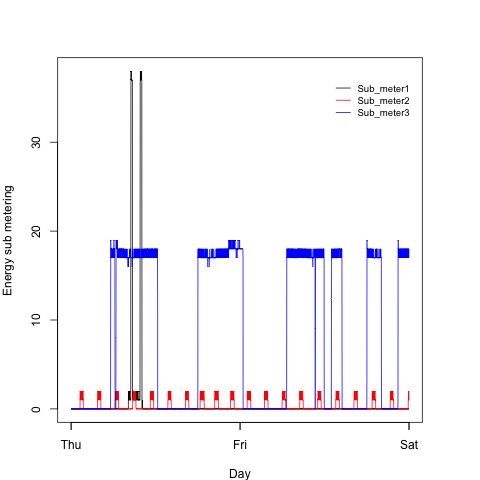 Sub_meter1
Sub_meter2
Sub_meter3
30
20
10
0
Energy sub metering
Thu Fri Sat
Day